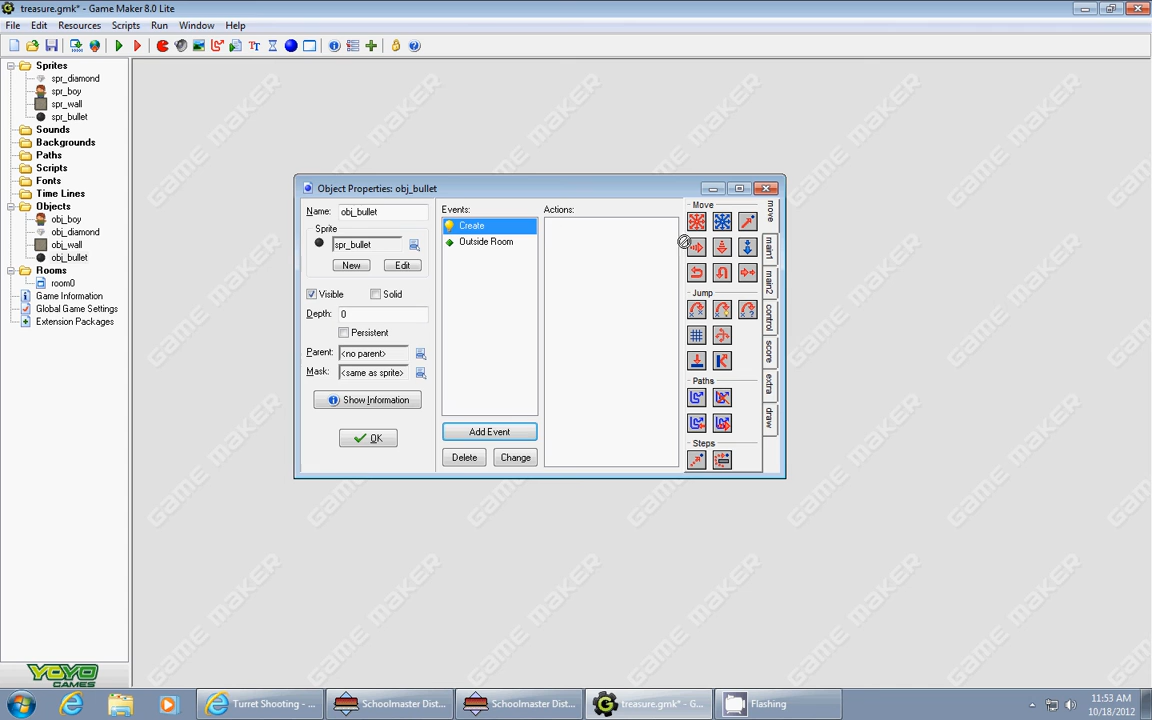 treasure.gmk* - Game Maker 8.0 Lite
File Edit Resources Scripts Run Window Help
Sprites
spr_diamond
spr_boy
spr_wall
spr_bullet
Sounds
Backgrounds
Paths
Scripts
Fonts
Time Lines
Objects
obj_boy
obj_diamond
obj_wall
obj_bullet
Rooms
room0
Game Information
Global Game Settings
Extension Packages
YOYO
GAMES
Object Properties: obj_bullet
Name: obj_bullet
Sprite
spr_bullet
New Edit
Visible Solid
Depth: 0
Persistent
Parent: <no parent>
Mask: <same as sprite>
Show Information
OK
Events:
Create
Outside Room
Add Event
Delete Change
Actions:
Move
Jump
Paths
Steps
move
main1
main2
control
score
extra
draw
GAME MAKER
Turret Shooting - ...
Schoolmaster Dist...
Schoolmaster Dist...
treasure.gmk* - G...
Flashing
11:53 AM
10/18/2012